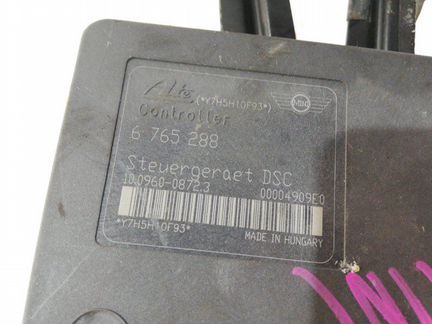 Ate (*Y7H5H10F93*) MINI
Controller
6 765 288
Steuergeraet DSC
10.0960-0872.3 00004909E0
*Y7H5H10F93* MADE IN HUNGARY